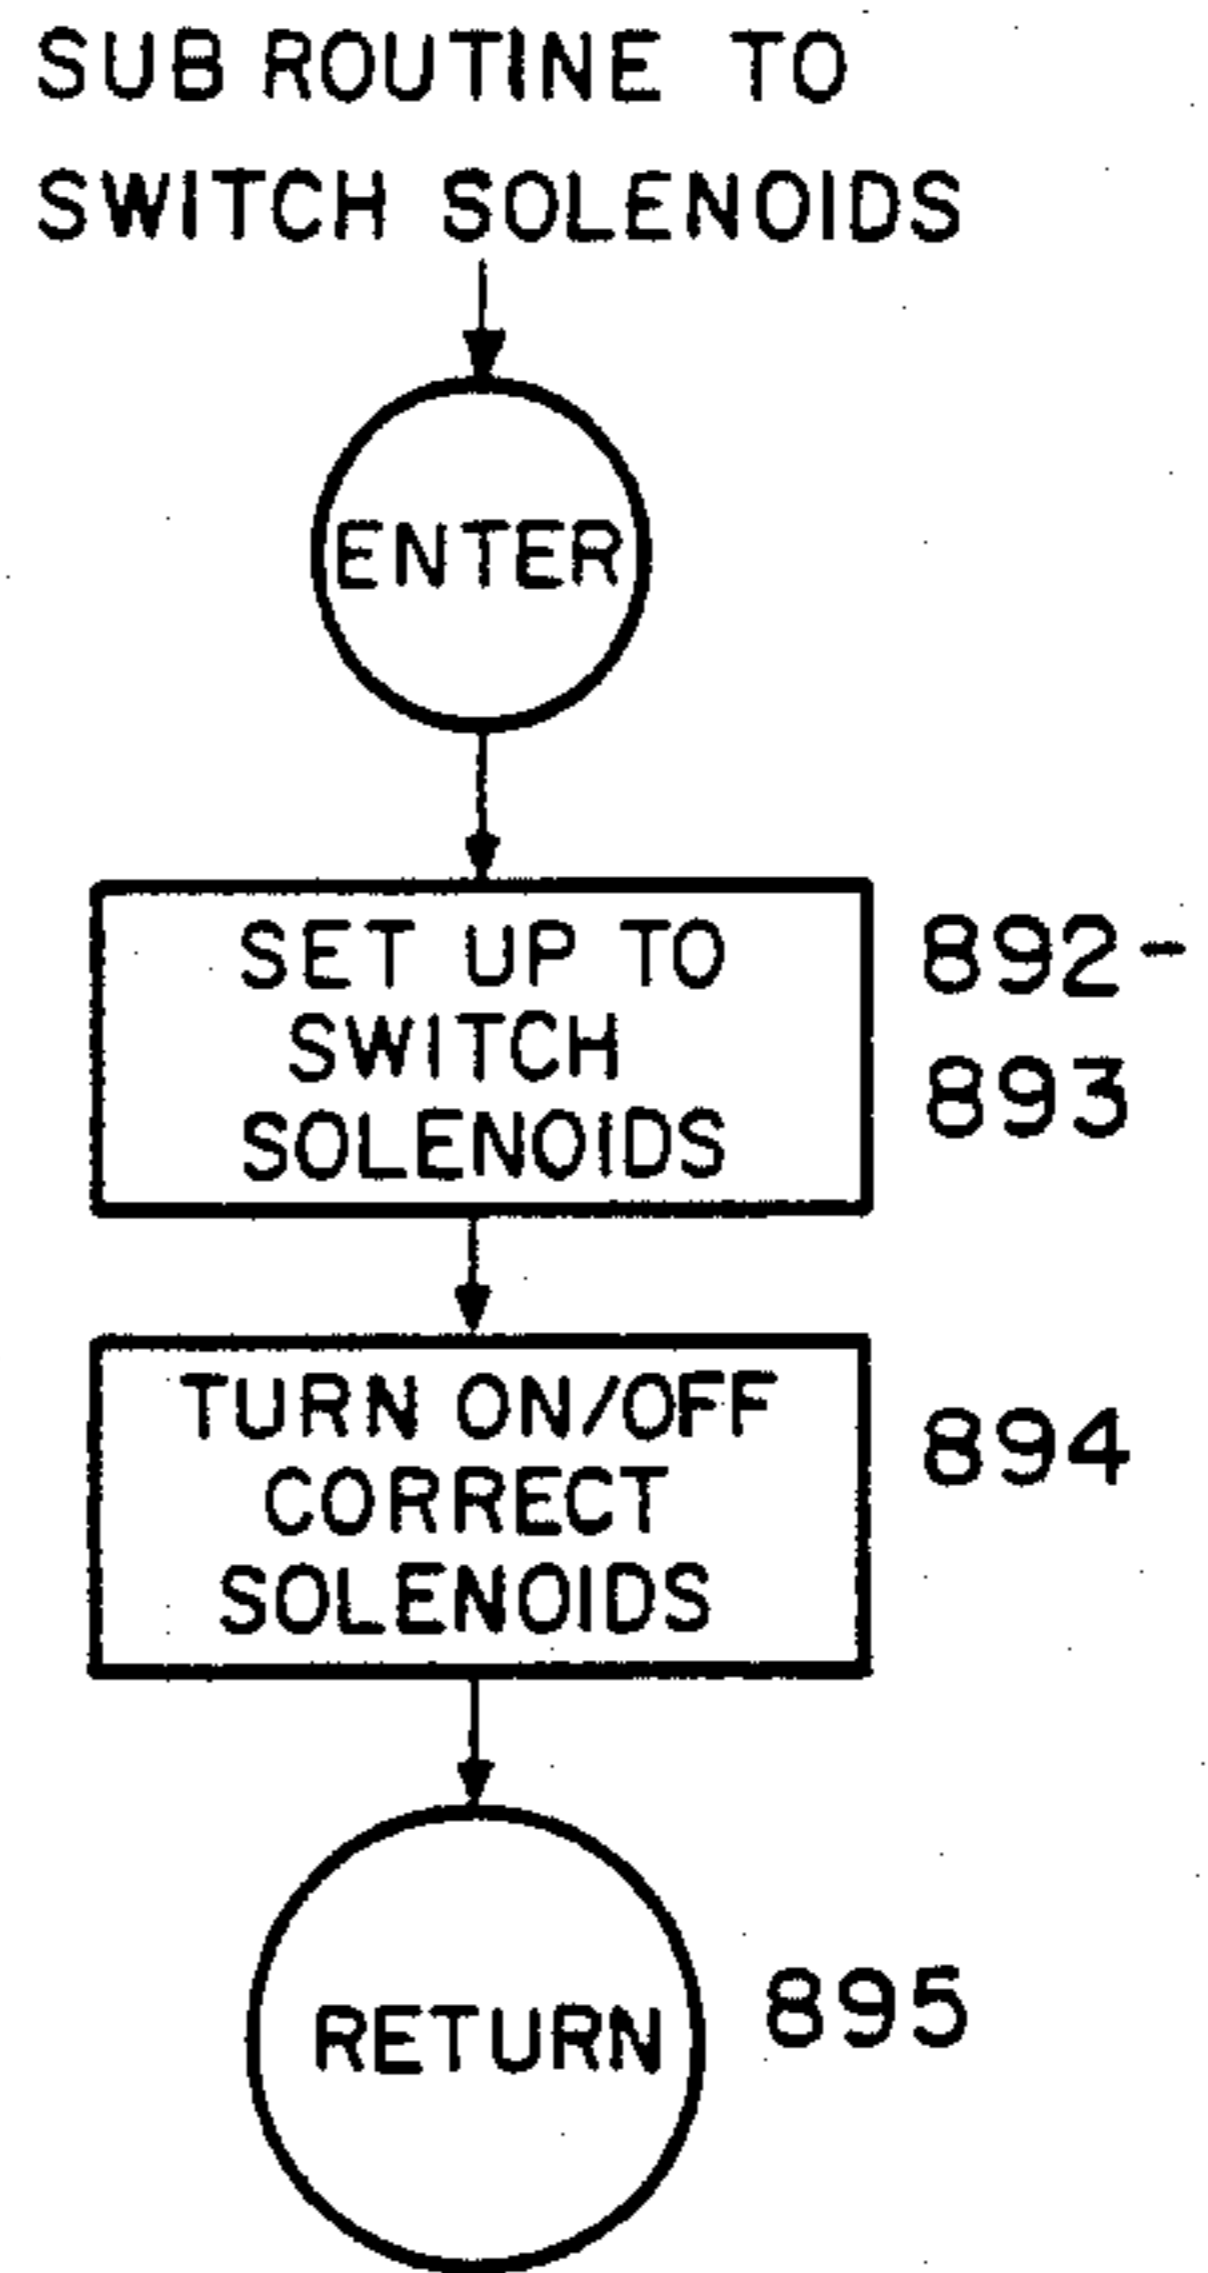 SUB ROUTINE TO
SWITCH SOLENOIDS
ENTER
SET UP TO
SWITCH
SOLENOIDS
892-
893
TURN ON/OFF
CORRECT
SOLENOIDS
894
RETURN
895